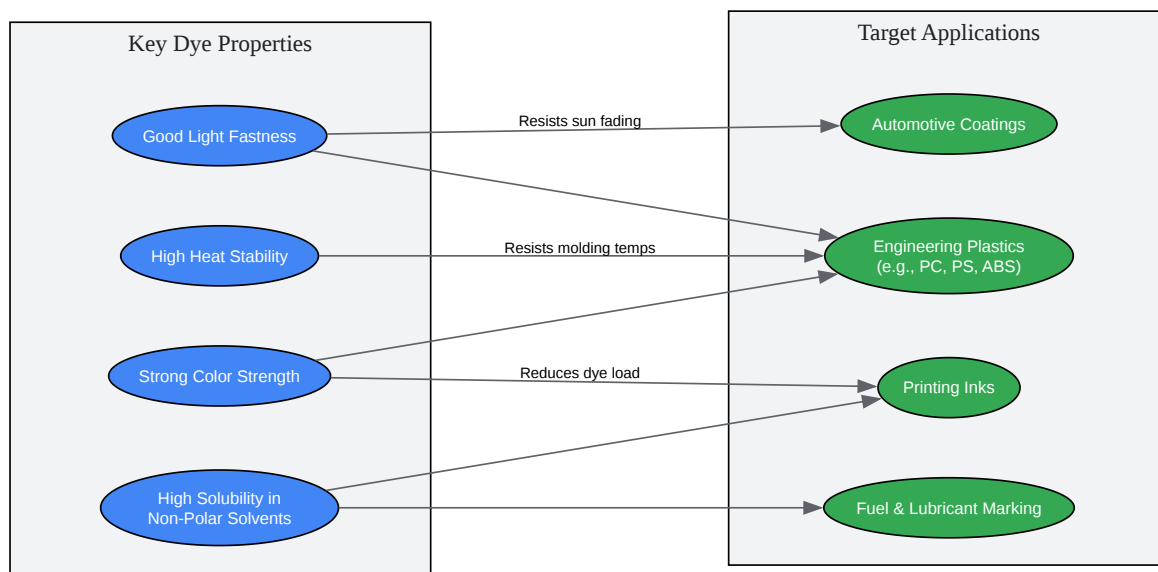 Key Dye Properties
Target Applications
Good Light Fastness
Resists sun fading
Automotive Coatings
High Heat Stability
Resists molding temps
Engineering Plastics
(e.g., PC, PS, ABS)
Strong Color Strength
Reduces dye load
Printing Inks
High Solubility in
Non-Polar Solvents
Fuel & Lubricant Marking